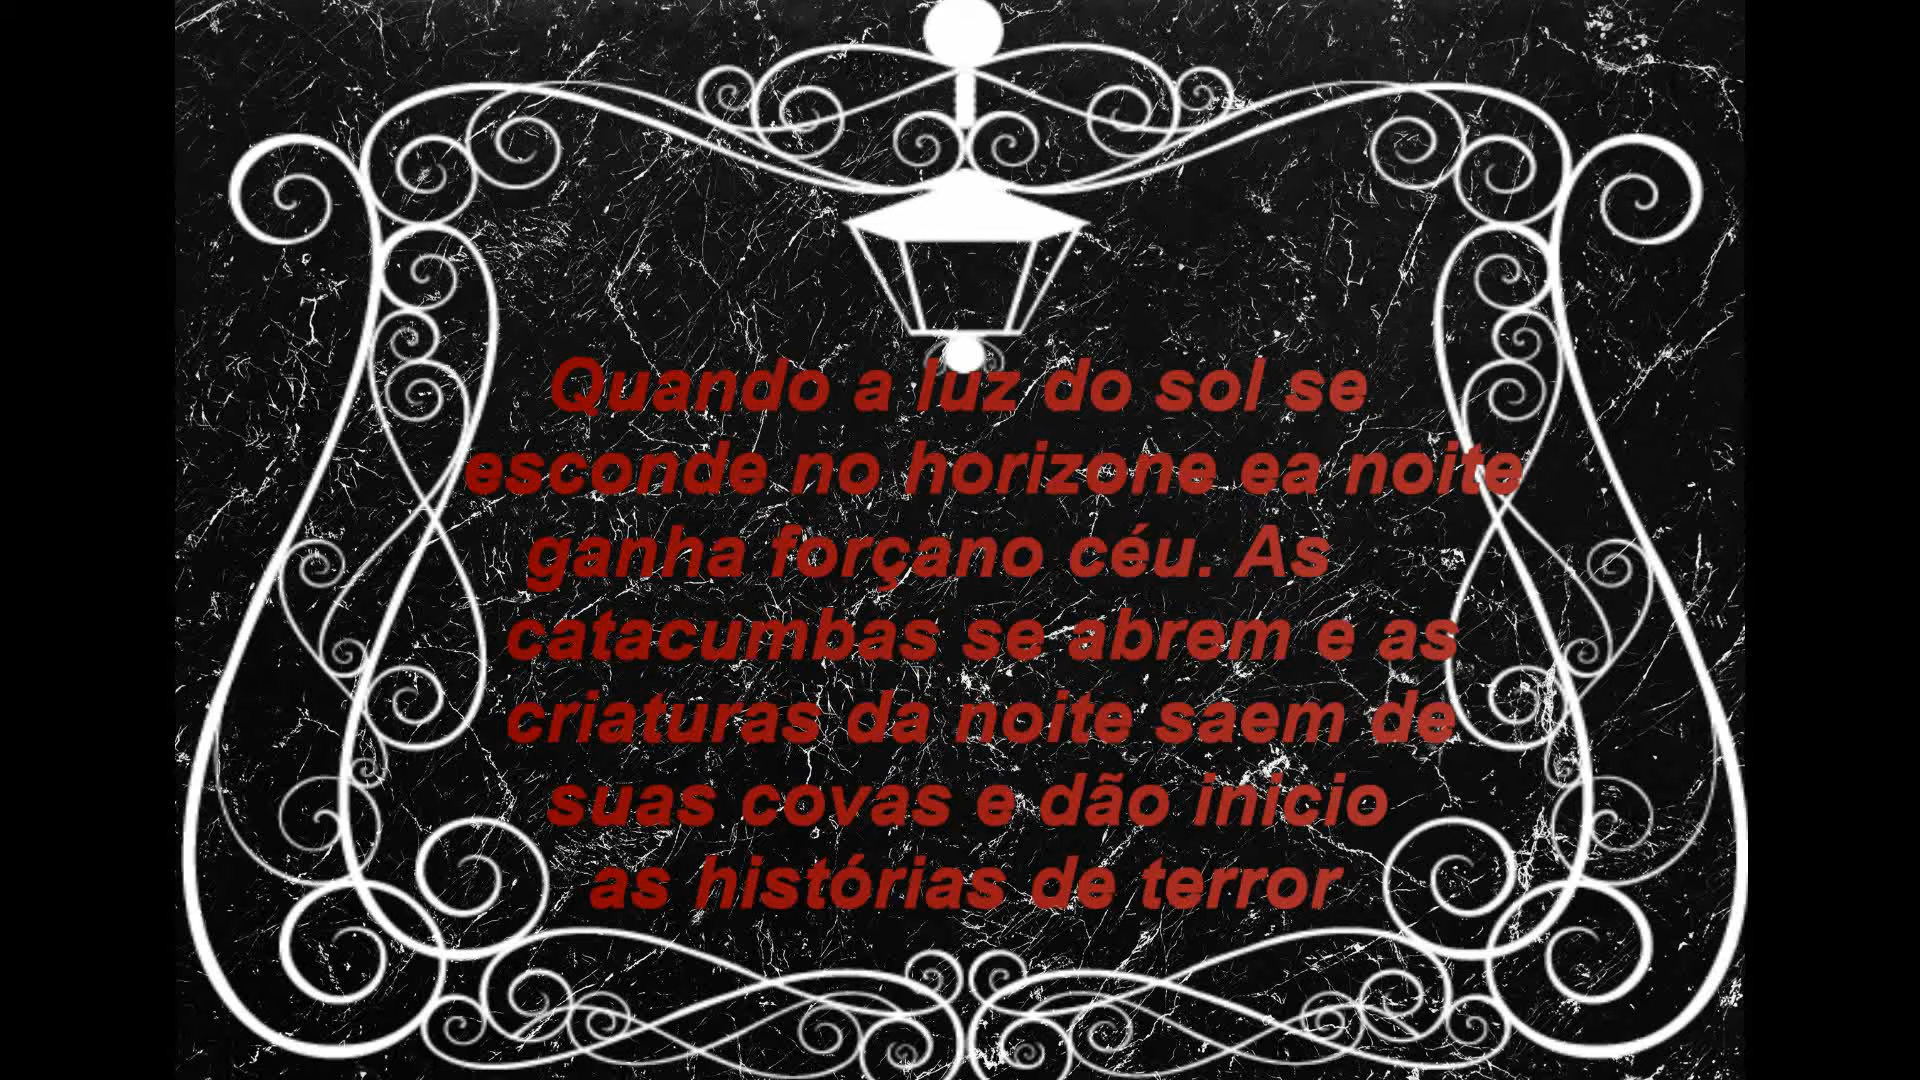 Quando a luz do sol se
esconde no horizone ea noite
ganha forçano céu. As
catacumbas se abrem e as
criaturas da noite saem de
suas covas e dão inicio
as histórias de terror